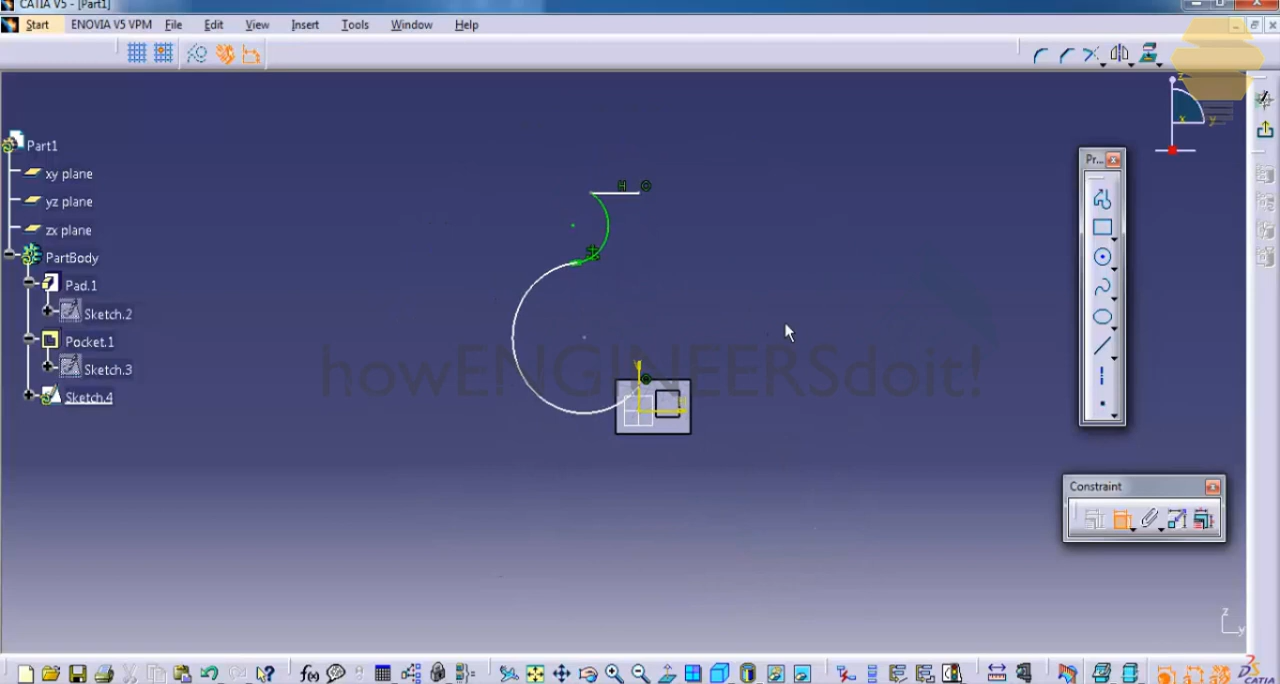 CATIA V5 - [Part1]
Start ENOVIA V5 VPM File Edit View Insert Tools Window Help
z
x y
Part1
xy plane
yz plane
zx plane
PartBody
Pad.1
Sketch.2
Pocket.1
Sketch.3
Sketch.4
Pr...
H
howENGINEERSdoit!
Constraint
z
y
f(x)
CATIA